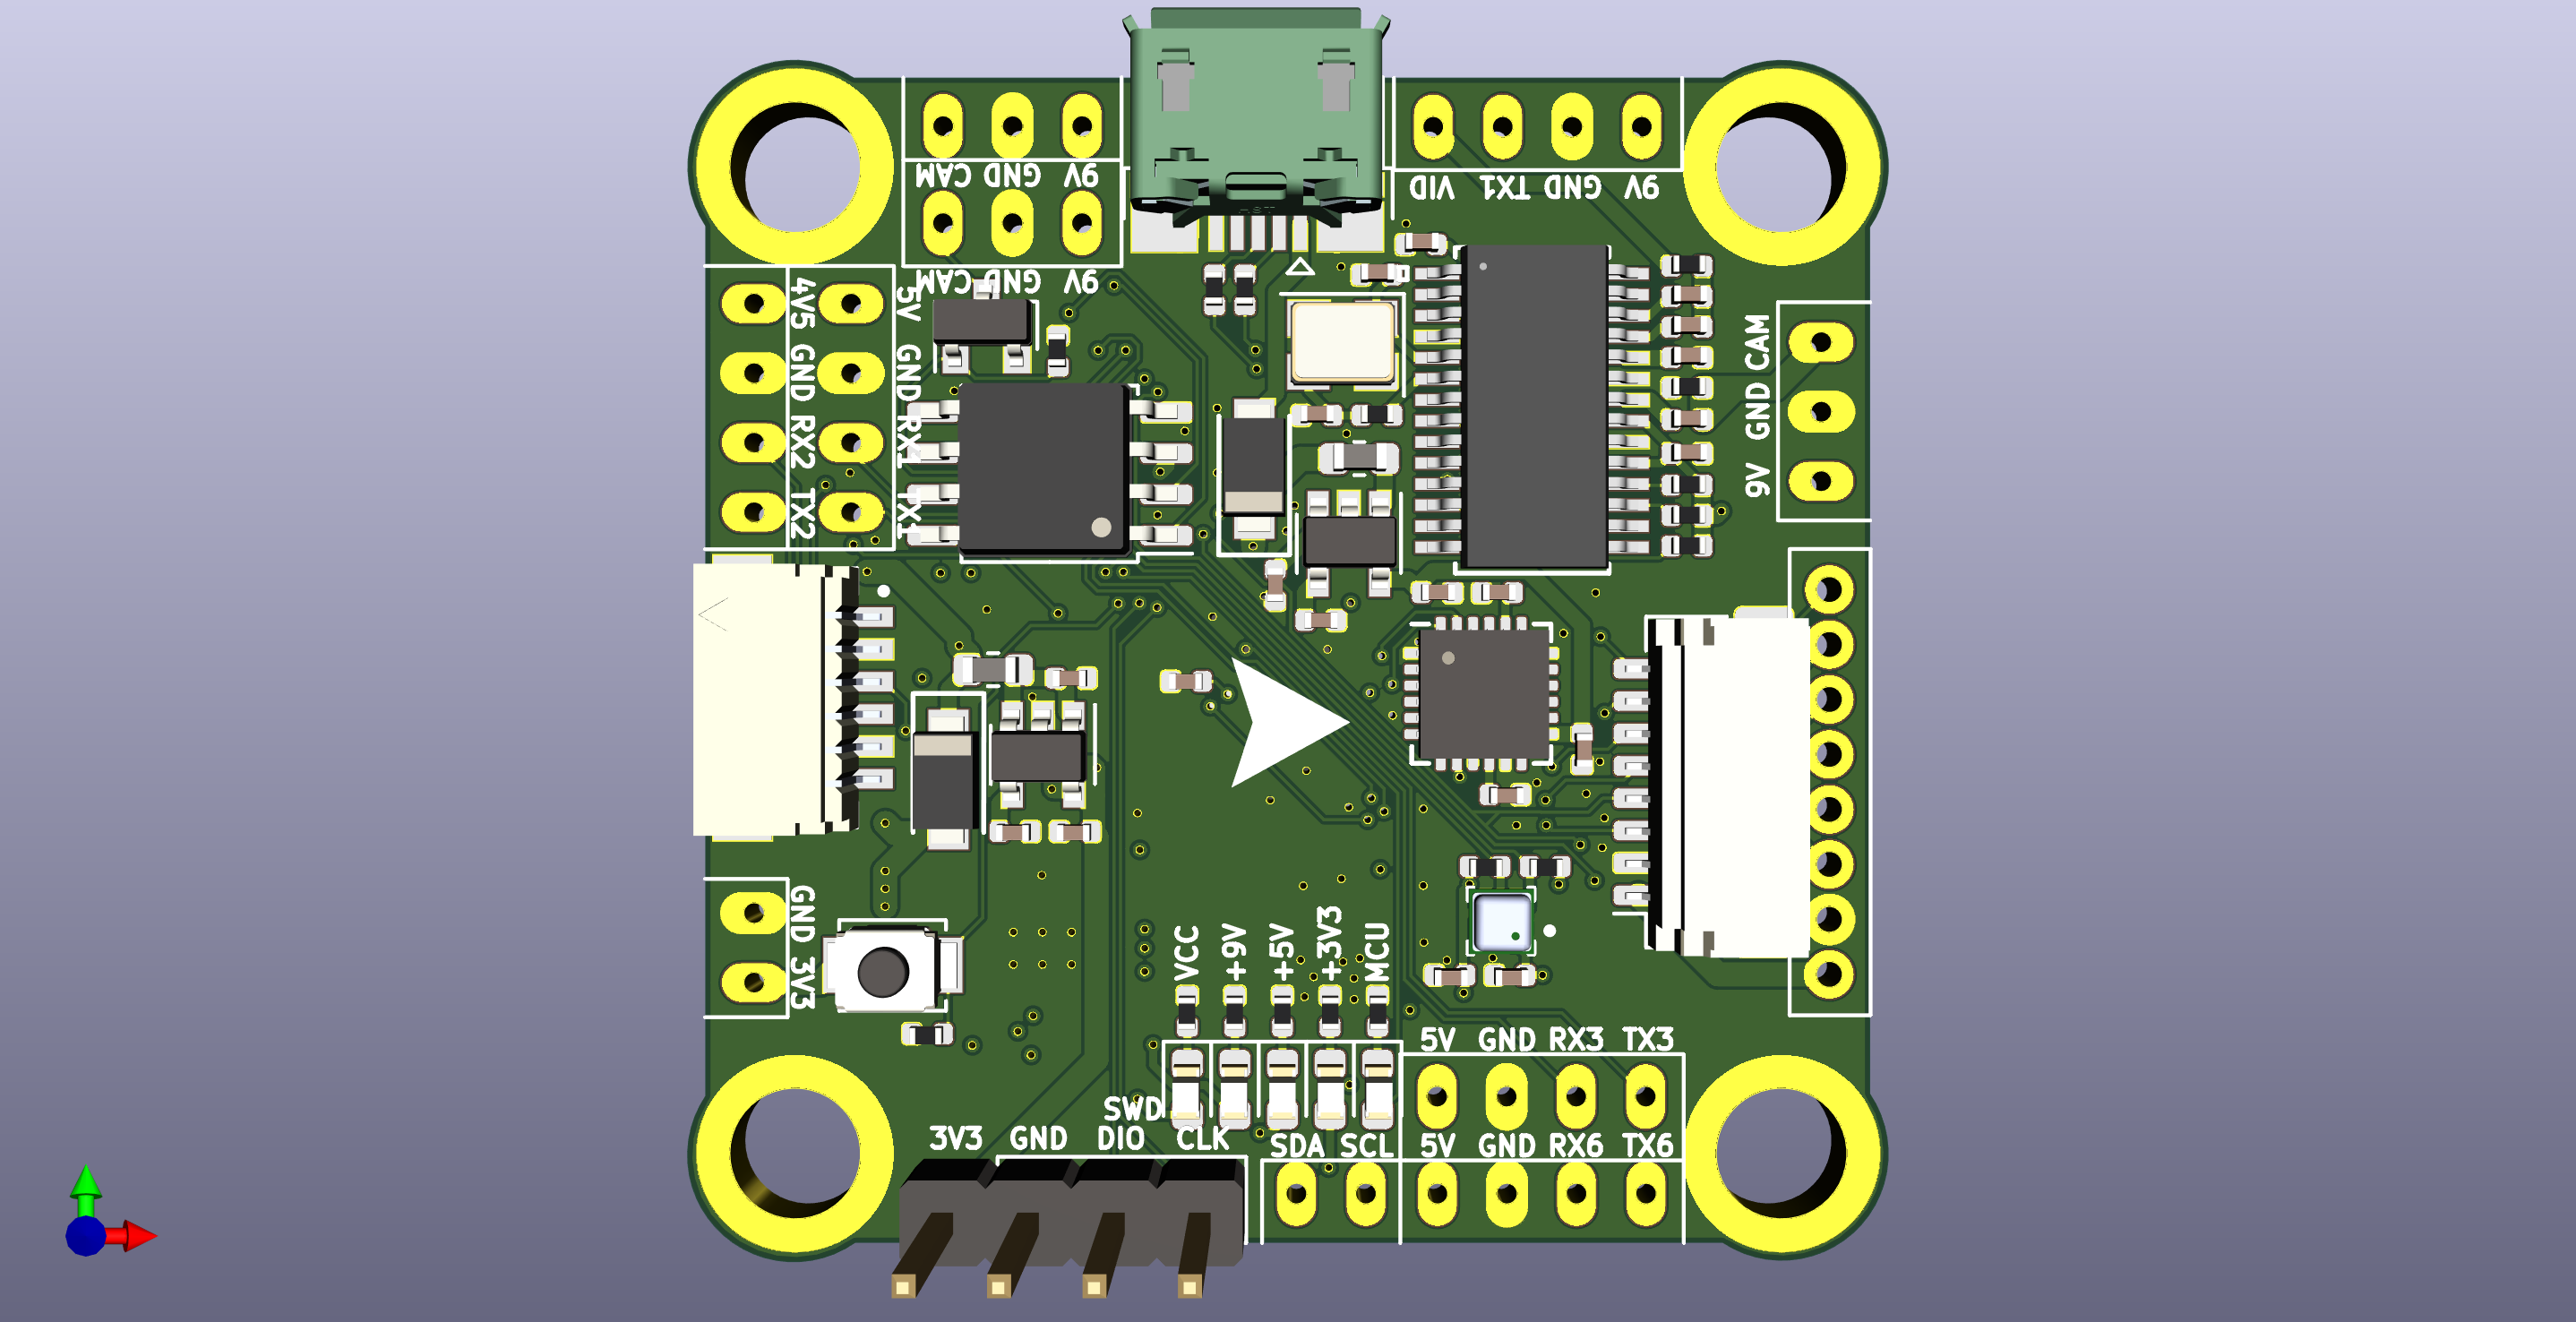 CAM GND 9V
VID TX1 GND 9V
CAM GND 9V
4V5 GND RX2 TX2
5V GND RX1 TX1
9V GND CAM
GND 3V3
VCC
+9V
+5V
+3V3
MCU
5V GND RX3 TX3
SWD
3V3 GND DIO CLK
SDA SCL
5V GND RX6 TX6